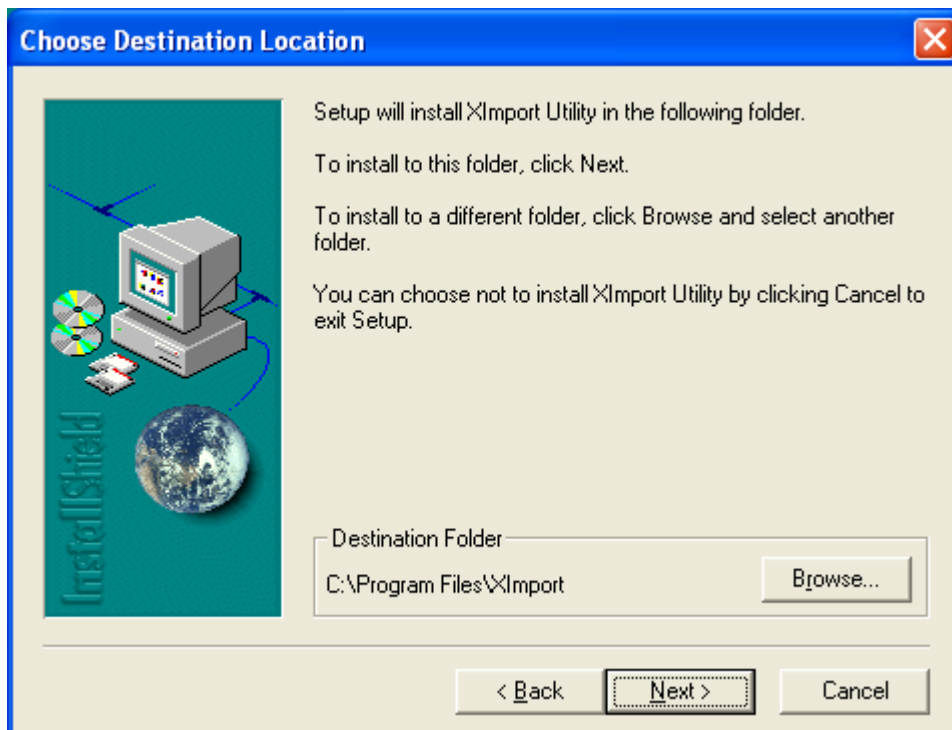 Choose Destination Location
Setup will install XImport Utility in the following folder.
To install to this folder, click Next.
To install to a different folder, click Browse and select another
folder.
You can choose not to install XImport Utility by clicking Cancel to
exit Setup.
InstallShield
Destination Folder
C:\Program Files\XImport
Browse...
< Back
Next >
Cancel